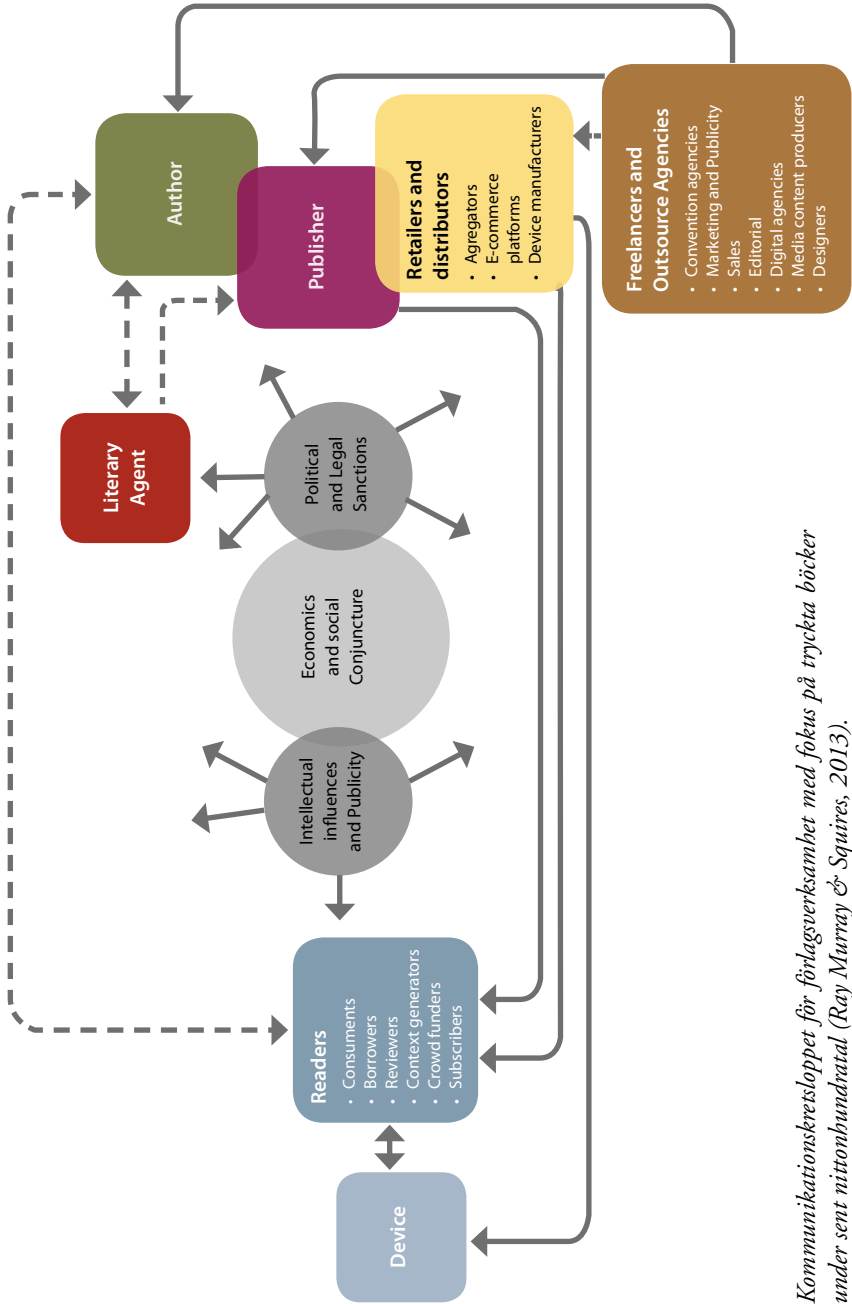 Author
Literary
Agent
Publisher
Retailers and
distributors
• Agregators
• E-commerce
platforms
• Device manufacturers
Freelancers and
Outsource Agencies
• Convention agencies
• Marketing and Publicity
• Sales
• Editorial
• Digital agencies
• Media content producers
• Designers
Intellectual
influences
and Publicity
Economics
and social
Conjuncture
Political
and Legal
Sanctions
Readers
• Consuments
• Borrowers
• Reviewers
• Context generators
• Crowd funders
• Subscribers
Device
Kommunikationskretsloppet för förlagsverksamhet med fokus på tryckta böcker
under sent nittonhundratal (Ray Murray & Squires, 2013).